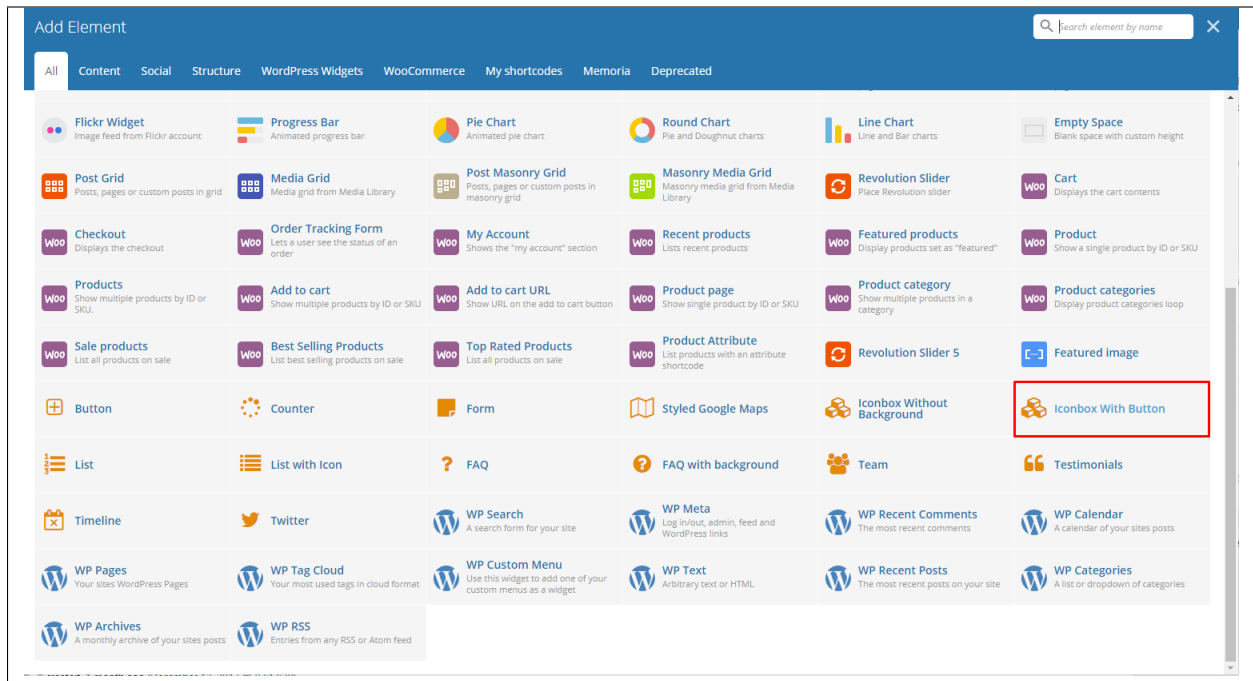 Add Element
Search element by name
All Content Social Structure WordPress Widgets WooCommerce My shortcodes Memoria Deprecated
Flickr Widget
Image feed from Flickr account
Progress Bar
Animated progress bar
Pie Chart
Animated pie chart
Round Chart
Pie and Doughnut charts
Line Chart
Line and Bar charts
Empty Space
Blank space with custom height
Post Grid
Posts, pages or custom posts in grid
Media Grid
Media grid from Media Library
Post Masonry Grid
Posts, pages or custom posts in
masonry grid
Masonry Media Grid
Masonry media grid from Media
Library
Revolution Slider
Place Revolution slider
Woo
Cart
Displays the cart contents
Woo
Checkout
Displays the checkout
Woo
Order Tracking Form
Lets a user see the status of an
order
Woo
My Account
Shows the "my account" section
Woo
Recent products
Lists recent products
Woo
Featured products
Display products set as "featured"
Woo
Product
Show a single product by ID or SKU
Woo
Products
Show multiple products by ID or
SKU.
Woo
Add to cart
Show multiple products by ID or SKU
Woo
Add to cart URL
Show URL on the add to cart button
Woo
Product page
Show single product by ID or SKU
Woo
Product category
Show multiple products in a
category
Woo
Product categories
Display product categories loop
Woo
Sale products
List all products on sale
Woo
Best Selling Products
List best selling products on sale
Woo
Top Rated Products
List all products on sale
Woo
Product Attribute
List products with an attribute
shortcode
Revolution Slider 5
Featured image
Button
Counter
Form
Styled Google Maps
Iconbox Without
Background
Iconbox With Button
List
List with Icon
FAQ
FAQ with background
Team
Testimonials
Timeline
Twitter
WP Search
A search form for your site
WP Meta
Log in/out, admin, feed and
WordPress links
WP Recent Comments
The most recent comments
WP Calendar
A calendar of your sites posts
WP Pages
Your sites WordPress Pages
WP Tag Cloud
Your most used tags in cloud format
WP Custom Menu
Use this widget to add one of your
custom menus as a widget
WP Text
Arbitrary text or HTML
WP Recent Posts
The most recent posts on your site
WP Categories
A list or dropdown of categories
WP Archives
A monthly archive of your sites posts
WP RSS
Entries from any RSS or Atom feed